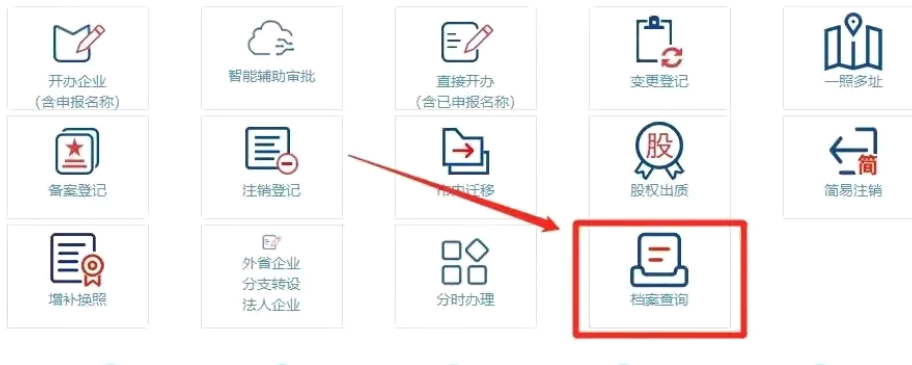 开办企业
(含申报名称)
智能辅助审批
直接开办
(含已申报名称)
变更登记
一照多址
备案登记
注销登记
市内迁移
股
股权出质
简
简易注销
增补换照
外省企业
分支转设
法人企业
分时办理
档案查询